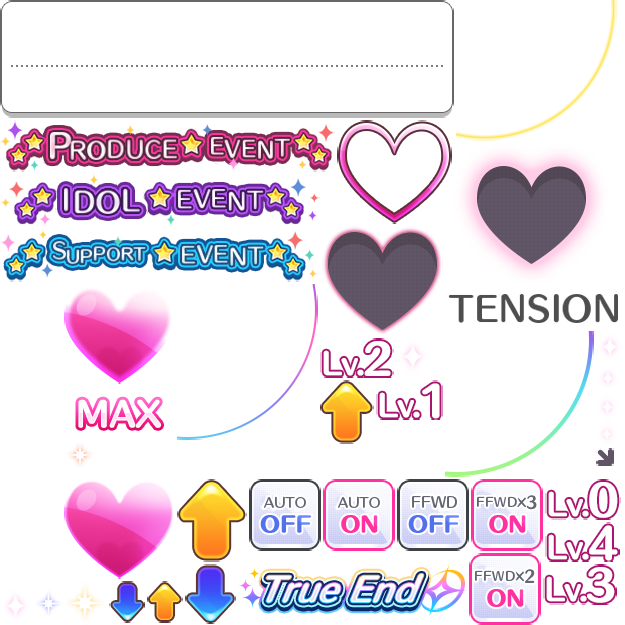 PRODUCE EVENT
IDOL EVENT
SUPPORT EVENT
TENSION
Lv.2
Lv.1
MAX
AUTO OFF
AUTO ON
FFWD OFF
FFWD×3 ON
Lv.0
Lv.4
True End
FFWD×2 ON
Lv.3